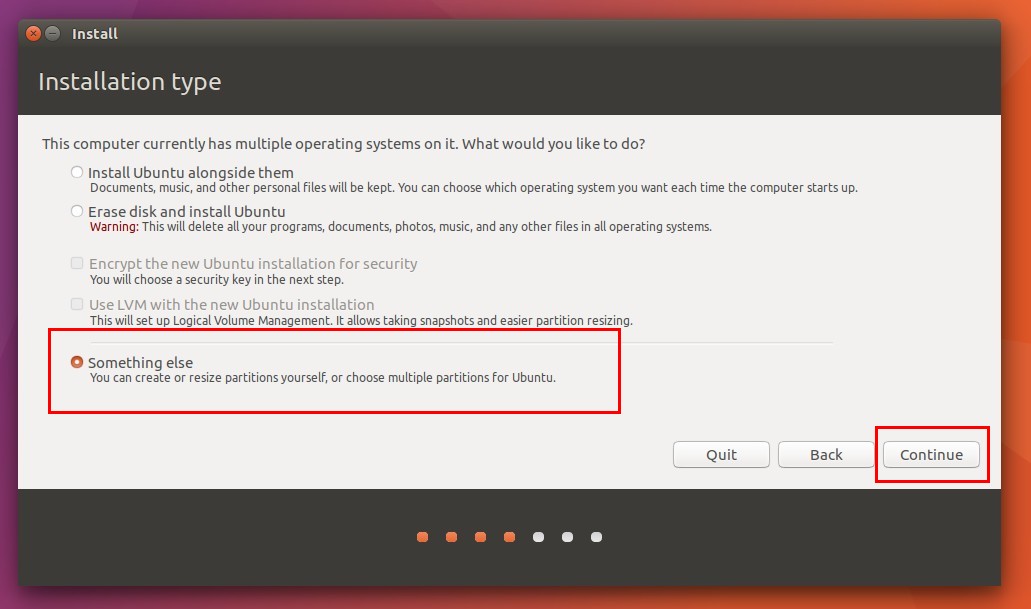 Install
Installation type
This computer currently has multiple operating systems on it. What would you like to do?
Install Ubuntu alongside them
Documents, music, and other personal files will be kept. You can choose which operating system you want each time the computer starts up.
Erase disk and install Ubuntu
Warning: This will delete all your programs, documents, photos, music, and any other files in all operating systems.
Encrypt the new Ubuntu installation for security
You will choose a security key in the next step.
Use LVM with the new Ubuntu installation
This will set up Logical Volume Management. It allows taking snapshots and easier partition resizing.
Something else
You can create or resize partitions yourself, or choose multiple partitions for Ubuntu.
Quit Back Continue